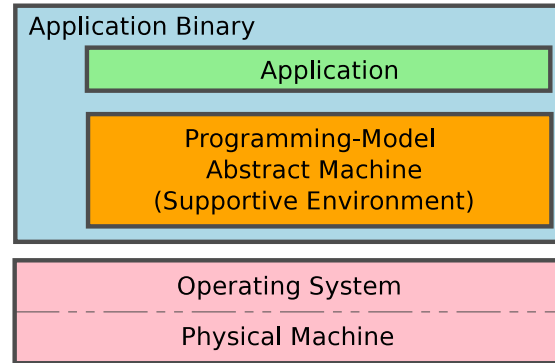 Application Binary
Application
Programming-Model
Abstract Machine
(Supportive Environment)
Operating System
Physical Machine